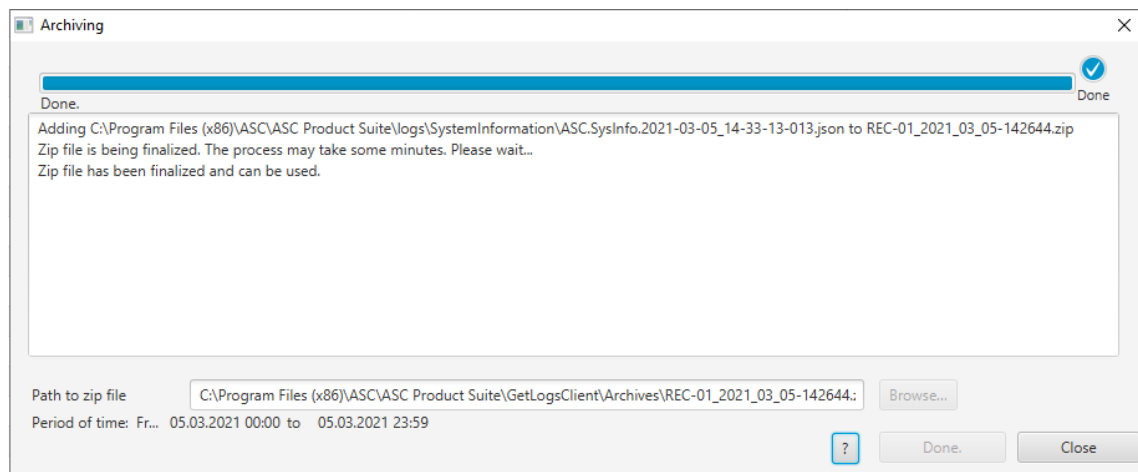 Archiving
Done
Done.
Adding C:\Program Files (x86)\ASC\ASC Product Suite\logs\SystemInformation\ASC.SysInfo.2021-03-05_14-33-13-013.json to REC-01_2021_03_05-142644.zip
Zip file is being finalized. The process may take some minutes. Please wait...
Zip file has been finalized and can be used.
Path to zip file C:\Program Files (x86)\ASC\ASC Product Suite\GetLogsClient\Archives\REC-01_2021_03_05-142644.: Browse...
Period of time: Fr... 05.03.2021 00:00 to 05.03.2021 23:59
? Done. Close